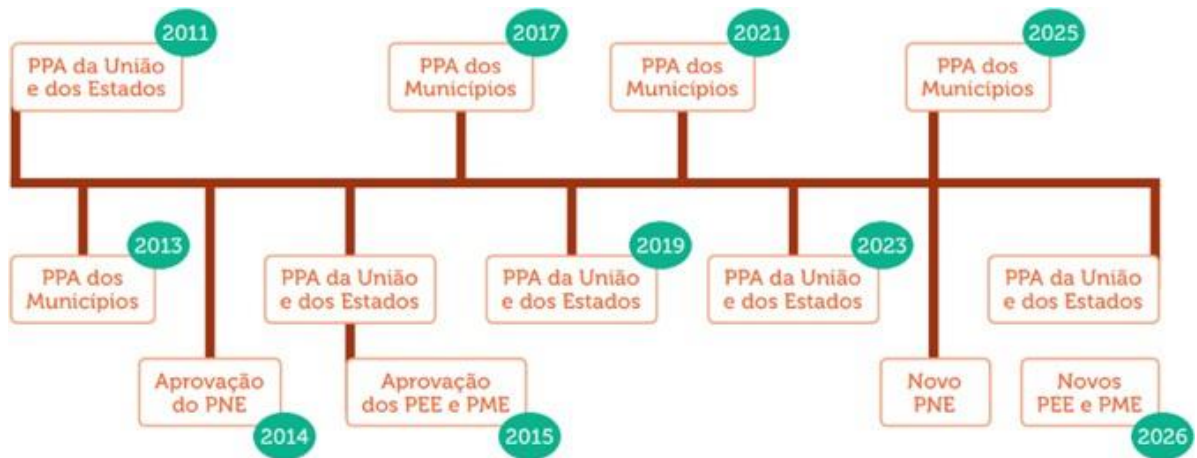 2011
PPA da União
e dos Estados
2017
PPA dos
Municípios
2021
PPA dos
Municípios
2025
PPA dos
Municípios
2013
PPA dos
Municípios
PPA da União
e dos Estados
2019
PPA da União
e dos Estados
2023
PPA da União
e dos Estados
PPA da União
e dos Estados
Aprovação
do PNE
2014
Aprovação
dos PEE e PME
2015
Novo
PNE
Novos
PEE e PME
2026